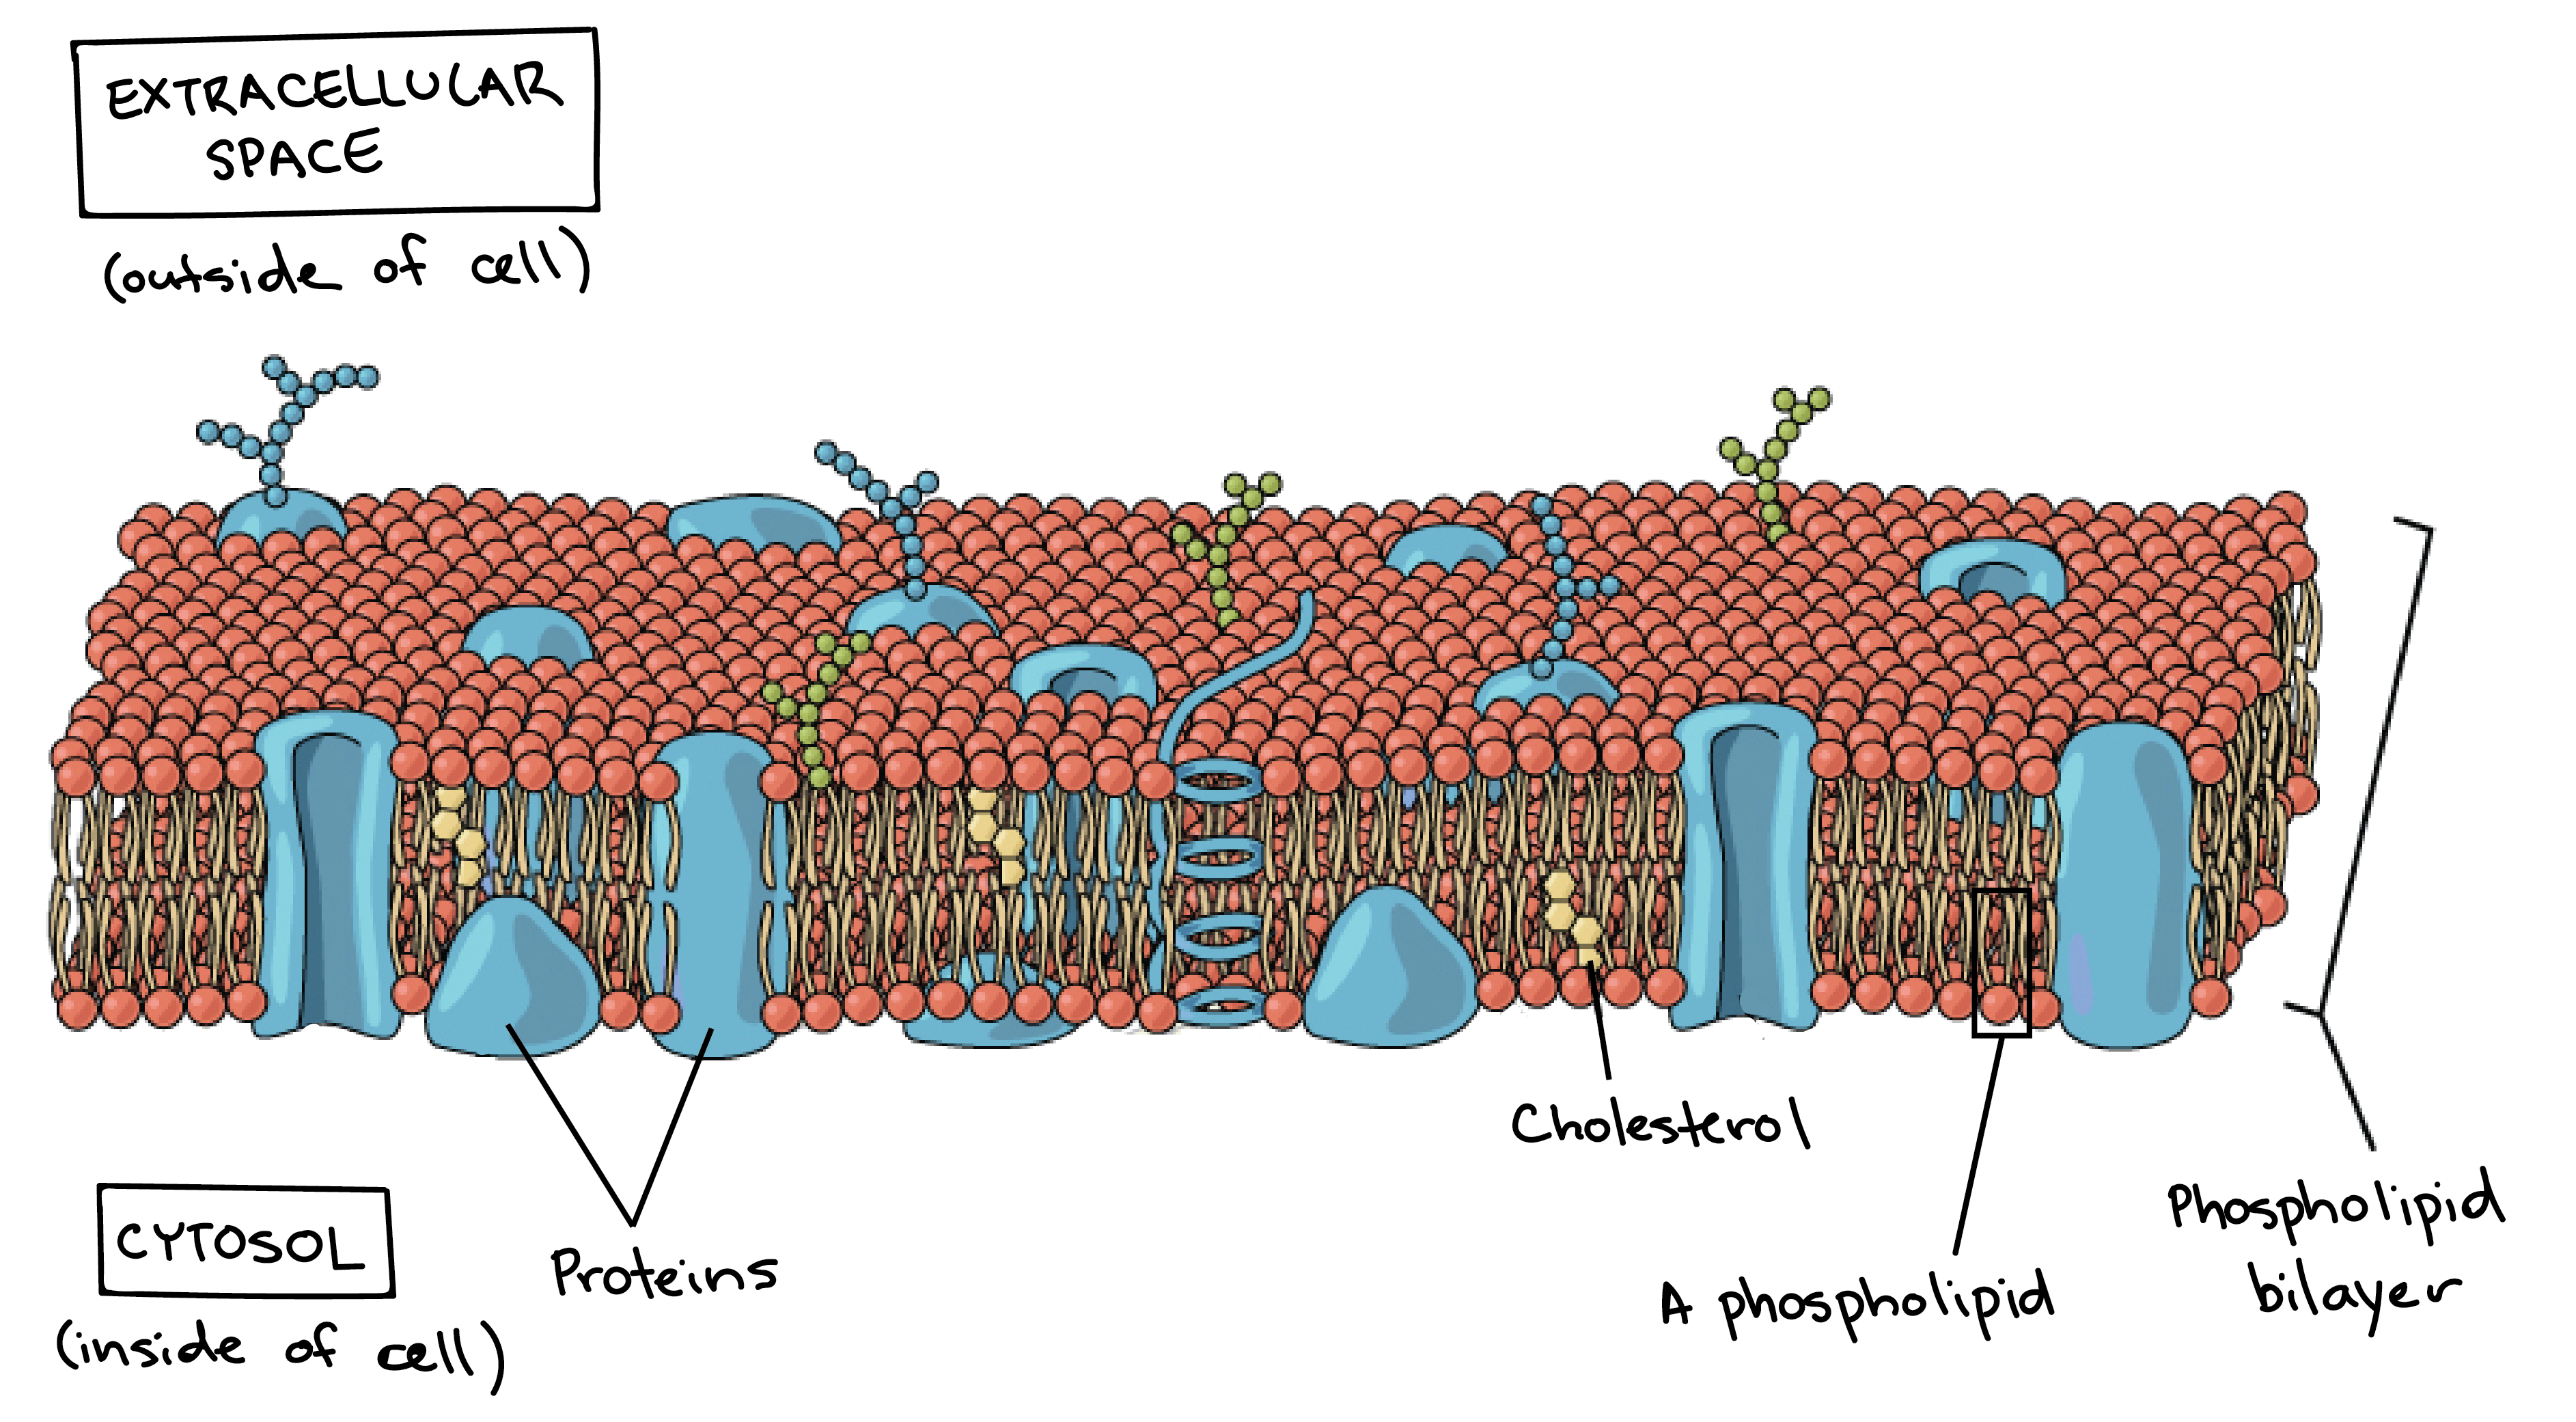 EXTRACELLULAR
SPACE
(outside of cell)
Cholesterol
Phospholipid
bilayer
CYTOSOL
Proteins
A phospholipid
(inside of cell)